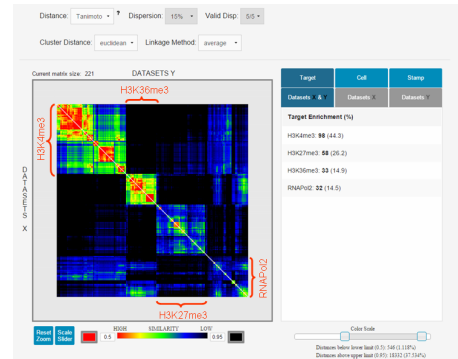 Distance: Tanimoto ? Dispersion: 15% Valid Disp: 5/5
Cluster Distance: euclidean Linkage Method: average
Current matrix size: 221 DATASETS Y
H3K36me3
H3K4me3
DATASETS X
RNAPol2
H3K27me3
Reset Zoom
Scale Slider
HIGH SIMILARITY LOW
0.5 0.95
Target Cell Stamp
Datasets X & Y Datasets X Datasets Y
Target Enrichment (%)
H3K4me3: 98 (44.3)
H3K27me3: 58 (26.2)
H3K36me3: 33 (14.9)
RNAPol2: 32 (14.5)
Color Scale
Distances below lower limit (0.5): 546 (1.118%)
Distances above upper limit (0.95): 18332 (37.534%)